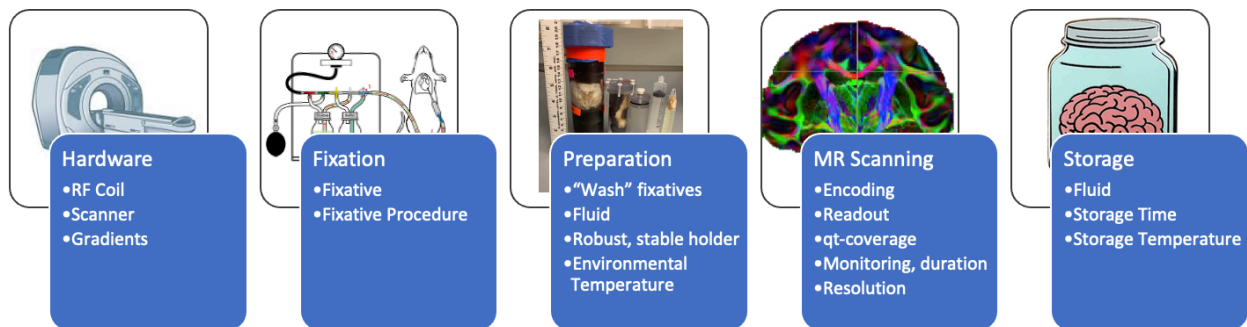 Hardware
•RF Coil
•Scanner
•Gradients
Fixation
•Fixative
•Fixative Procedure
Preparation
•“Wash” fixatives
•Fluid
•Robust, stable holder
•Environmental
Temperature
MR Scanning
•Encoding
•Readout
•qt-coverage
•Monitoring, duration
•Resolution
Storage
•Fluid
•Storage Time
•Storage Temperature